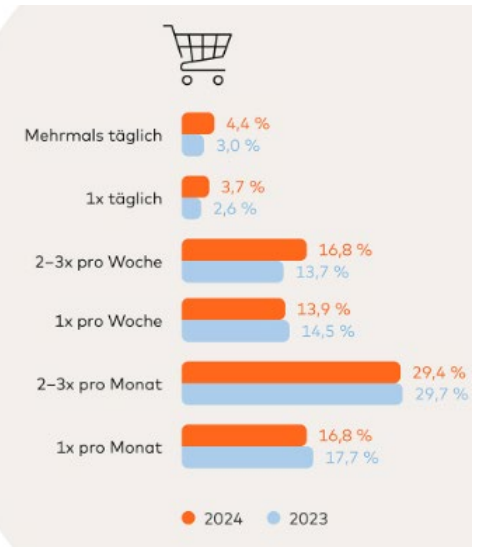 4,4 %
Mehrmals täglich
3,0 %
3,7 %
1x täglich
2,6 %
16,8 %
2–3x pro Woche
13,7 %
13,9 %
1x pro Woche
14,5 %
29,4 %
2–3x pro Monat
29,7 %
16,8 %
1x pro Monat
17,7 %
2024 2023